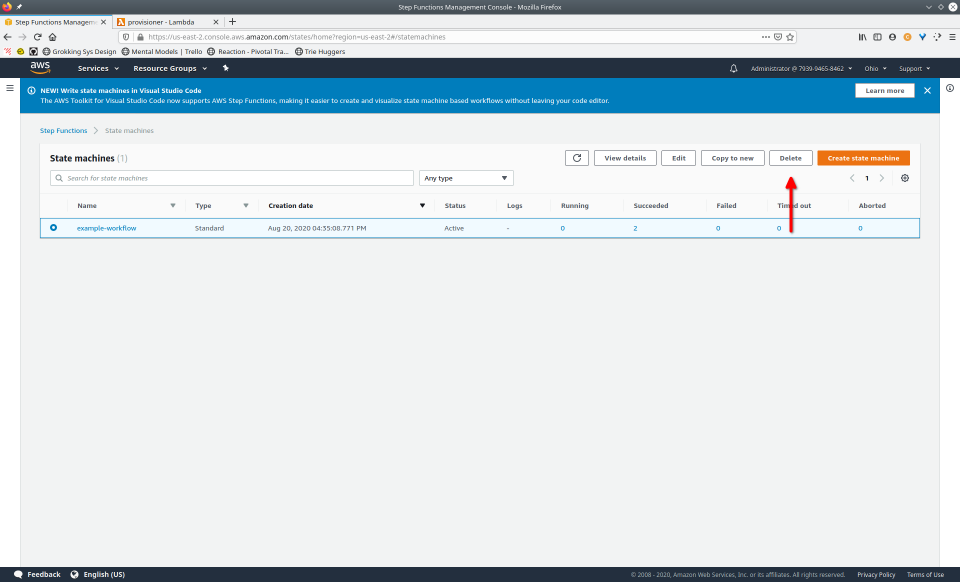 Step Functions Management Console - Mozilla Firefox
Step Functions Manageme
provisioner - Lambda
https://us-east-2.console.aws.amazon.com/states/home?region=us-east-2#/statemachines
Grokking Sys Design Mental Models | Trello Reaction - Pivotal Tra... Trie Huggers
aws Services Resource Groups Administrator @ 7939-9465-8462 Ohio Support
NEW! Write state machines in Visual Studio Code
The AWS Toolkit for Visual Studio Code now supports AWS Step Functions, making it easier to create and visualize state machine based workflows without leaving your code editor.
Learn more
Step Functions > State machines
State machines (1)
View details Edit Copy to new Delete Create state machine
Search for state machines Any type < 1 >
Name Type Creation date Status Logs Running Succeeded Failed Timed out Aborted
example-workflow Standard Aug 20, 2020 04:35:08.771 PM Active - 0 2 0 0 0
Feedback English (US) © 2008 - 2020, Amazon Web Services, Inc. or its affiliates. All rights reserved. Privacy Policy Terms of Use